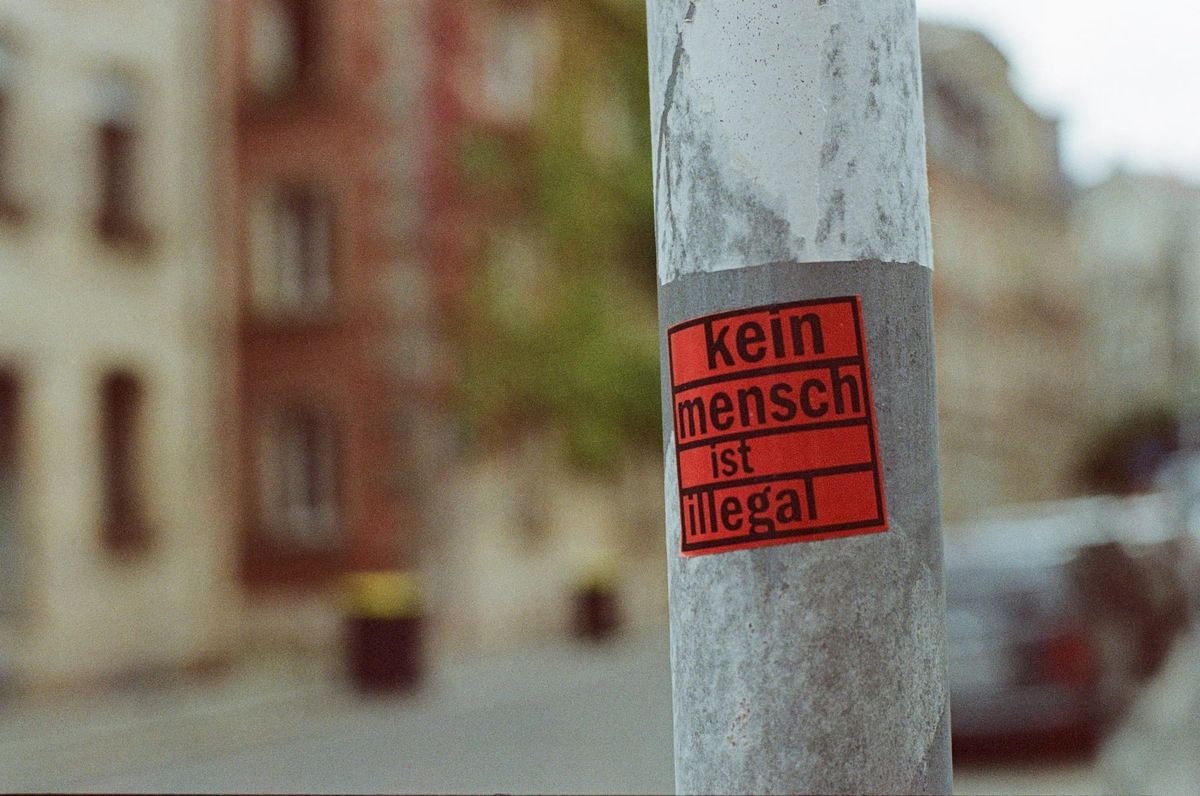 kein
mensch
ist
illegal